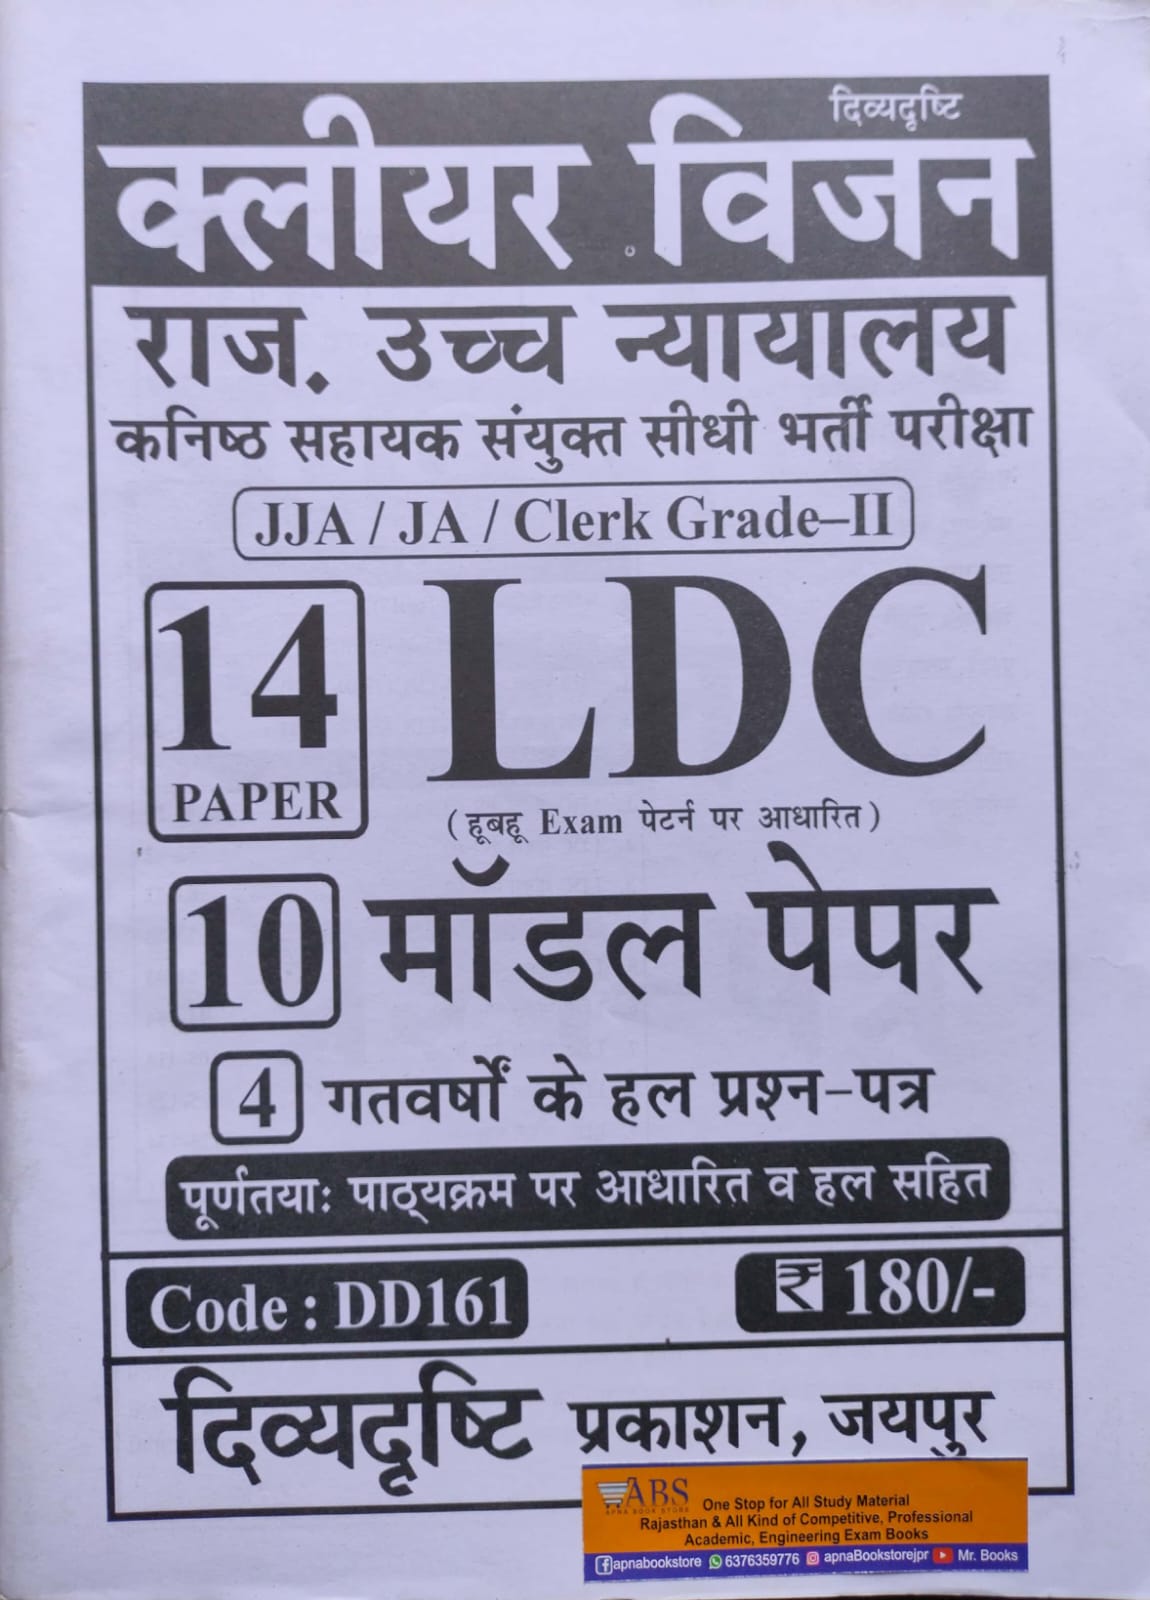 दिव्यदृष्टि
क्लीयर विजन
राज. उच्च न्यायालय
कनिष्ठ सहायक संयुक्त सीधी भर्ती परीक्षा
JJA / JA / Clerk Grade–II
14
PAPER
LDC
(हूबहू Exam पेटर्न पर आधारित)
10 मॉडल पेपर
4 गतवर्षों के हल प्रश्न-पत्र
पूर्णतयाः पाठ्यक्रम पर आधारित व हल सहित
Code : DD161
₹ 180/-
दिव्यदृष्टि प्रकाशन, जयपुर
ABS
APNA BOOK STORE
One Stop for All Study Material
Rajasthan & All Kind of Competitive, Professional
Academic, Engineering Exam Books
apnabookstore 6376359776 apnaBookstorejpr Mr. Books